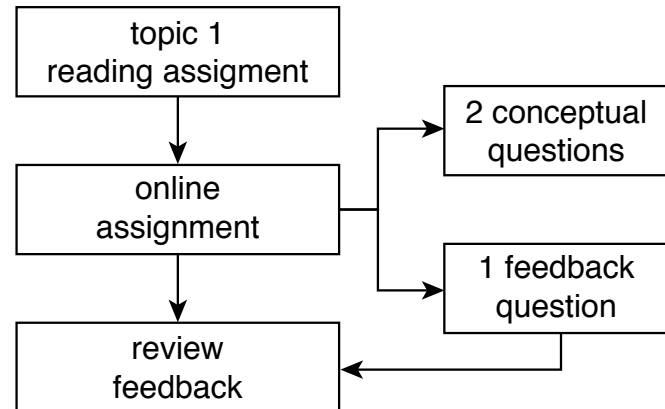 topic 1
reading assigment
2 conceptual
questions
online
assignment
1 feedback
question
review
feedback